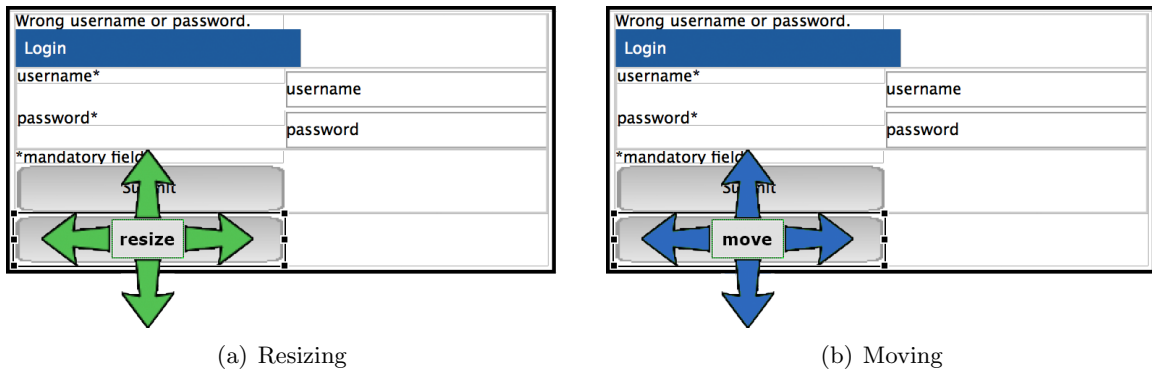 Wrong username or password.
Login
username*
username
password*
password
*mandatory field
resize
(a) Resizing
Wrong username or password.
Login
username*
username
password*
password
*mandatory field
move
(b) Moving